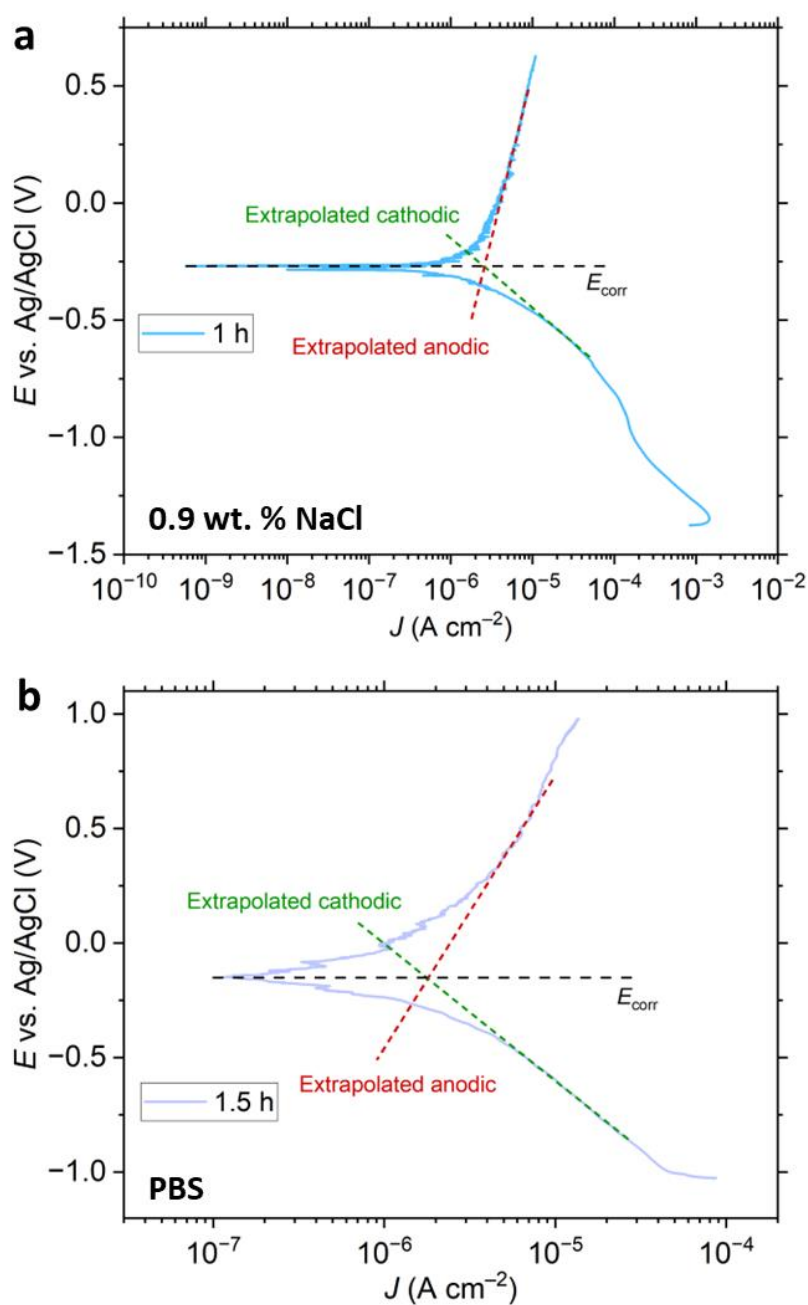 a
0.5
0.0
−0.5
−1.0
−1.5
E vs. Ag/AgCl (V)
Extrapolated cathodic
E_corr
1 h
Extrapolated anodic
0.9 wt. % NaCl
10⁻¹⁰ 10⁻⁹ 10⁻⁸ 10⁻⁷ 10⁻⁶ 10⁻⁵ 10⁻⁴ 10⁻³ 10⁻²
J (A cm⁻²)
b
1.0
0.5
0.0
−0.5
−1.0
E vs. Ag/AgCl (V)
Extrapolated cathodic
E_corr
Extrapolated anodic
1.5 h
PBS
10⁻⁷ 10⁻⁶ 10⁻⁵ 10⁻⁴
J (A cm⁻²)